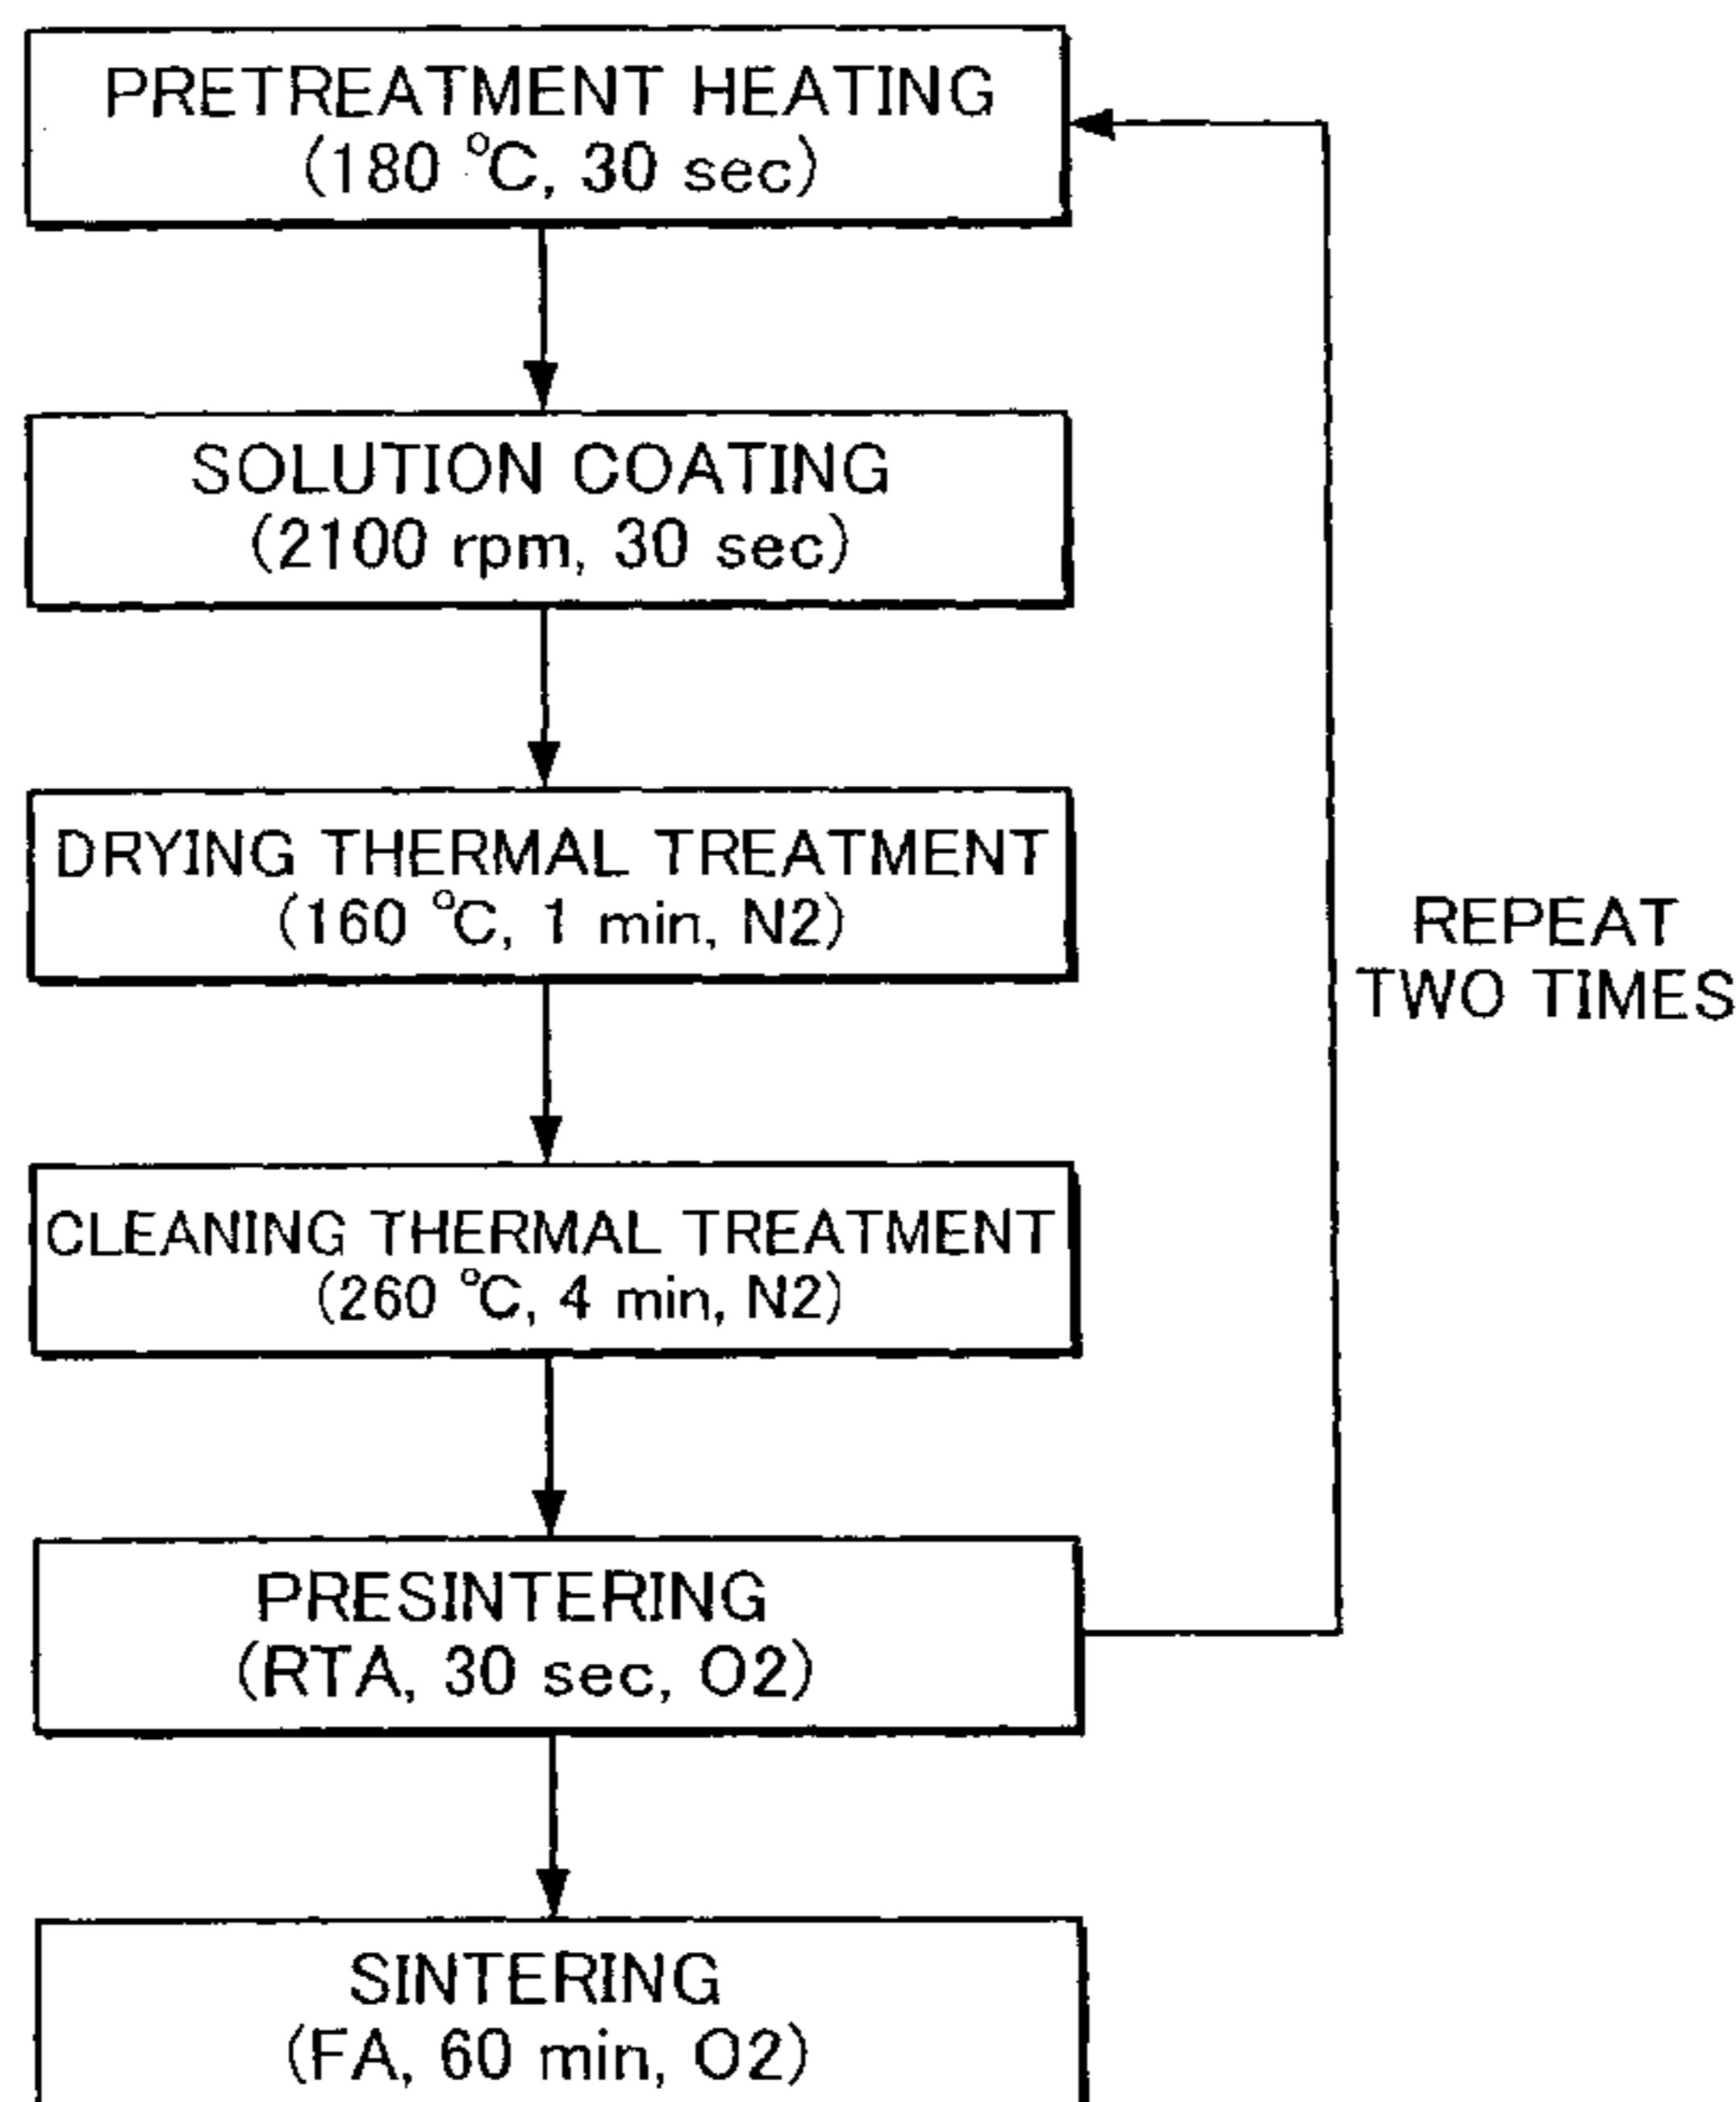 PRETREATMENT HEATING
(180 °C, 30 sec)
SOLUTION COATING
(2100 rpm, 30 sec)
DRYING THERMAL TREATMENT
(160 °C, 1 min, N2)
REPEAT
TWO TIMES
CLEANING THERMAL TREATMENT
(260 °C, 4 min, N2)
PRESINTERING
(RTA, 30 sec, O2)
SINTERING
(FA, 60 min, O2)